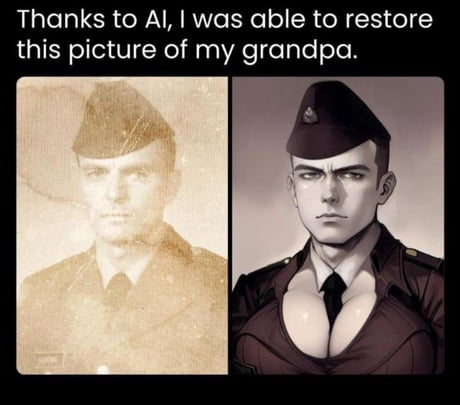 Thanks to AI, I was able to restore
this picture of my grandpa.